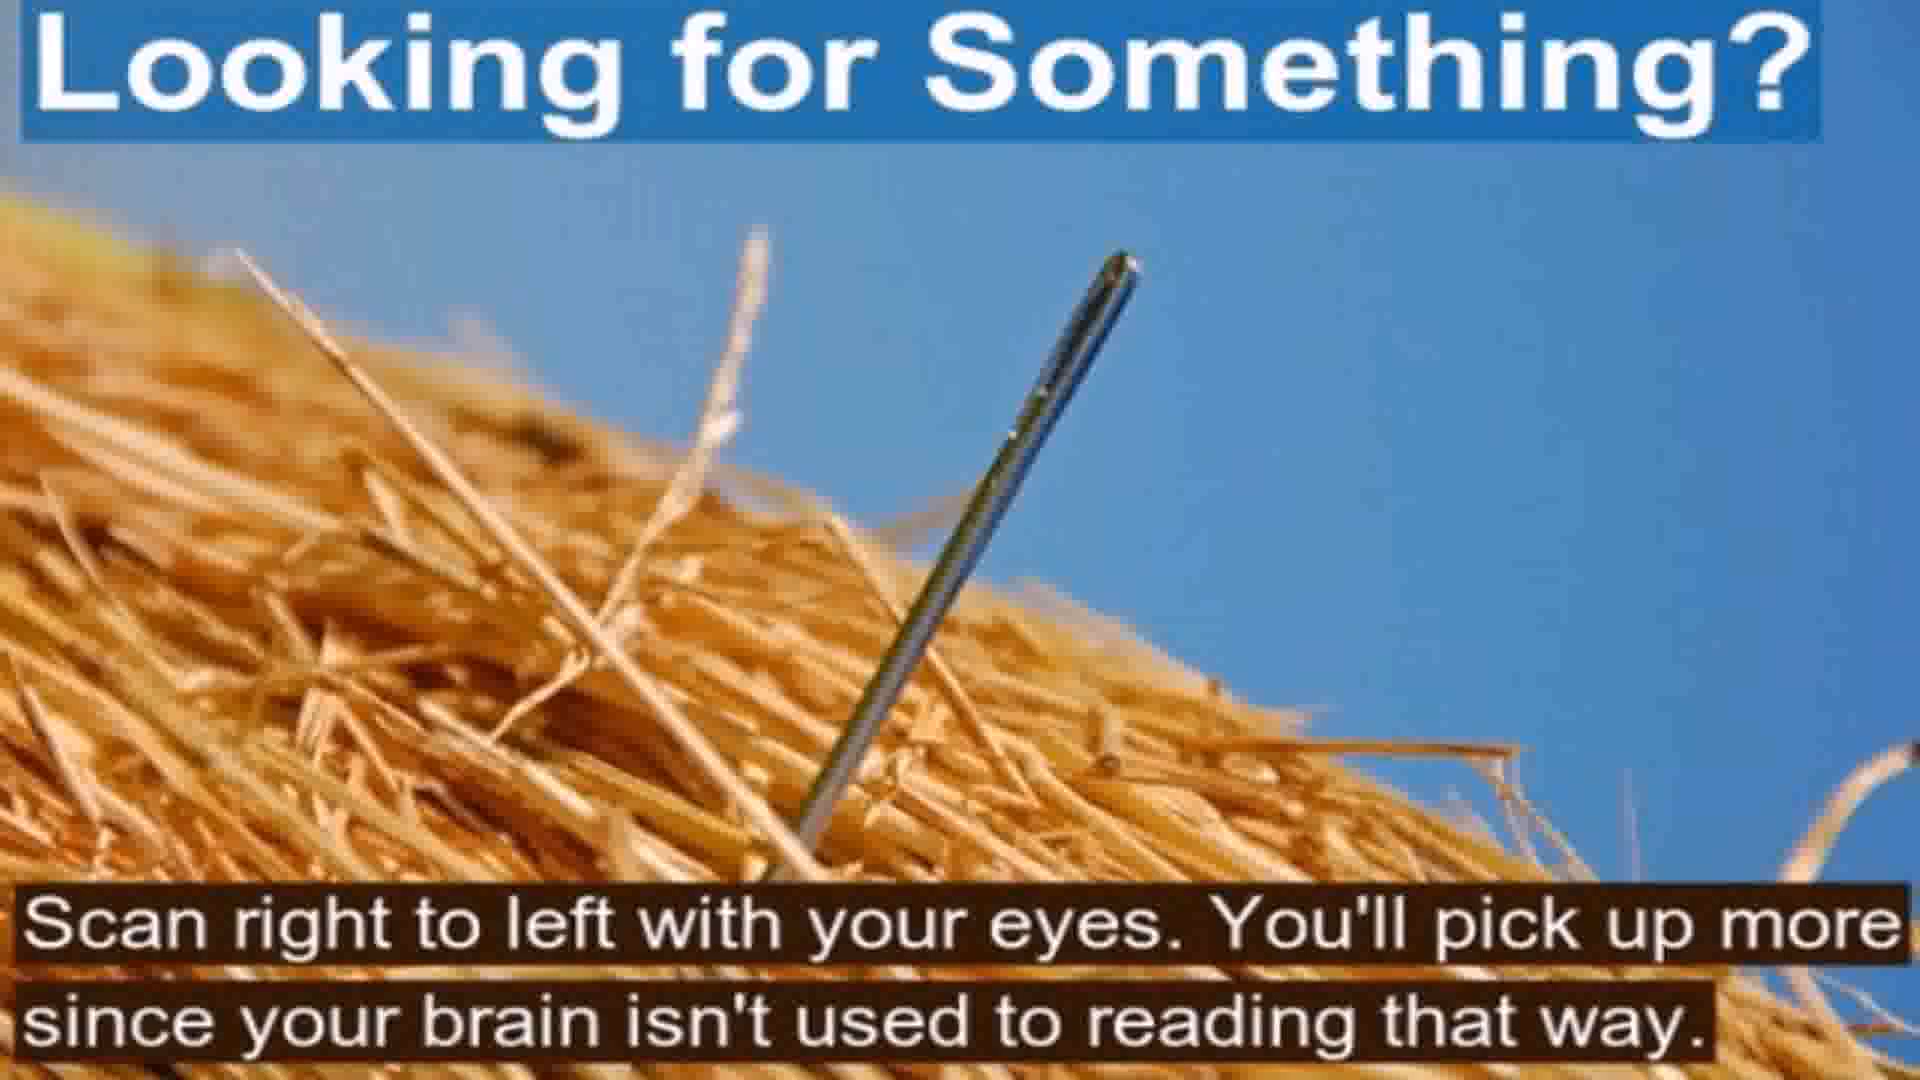 Looking for Something?
Scan right to left with your eyes. You'll pick up more
since your brain isn't used to reading that way.